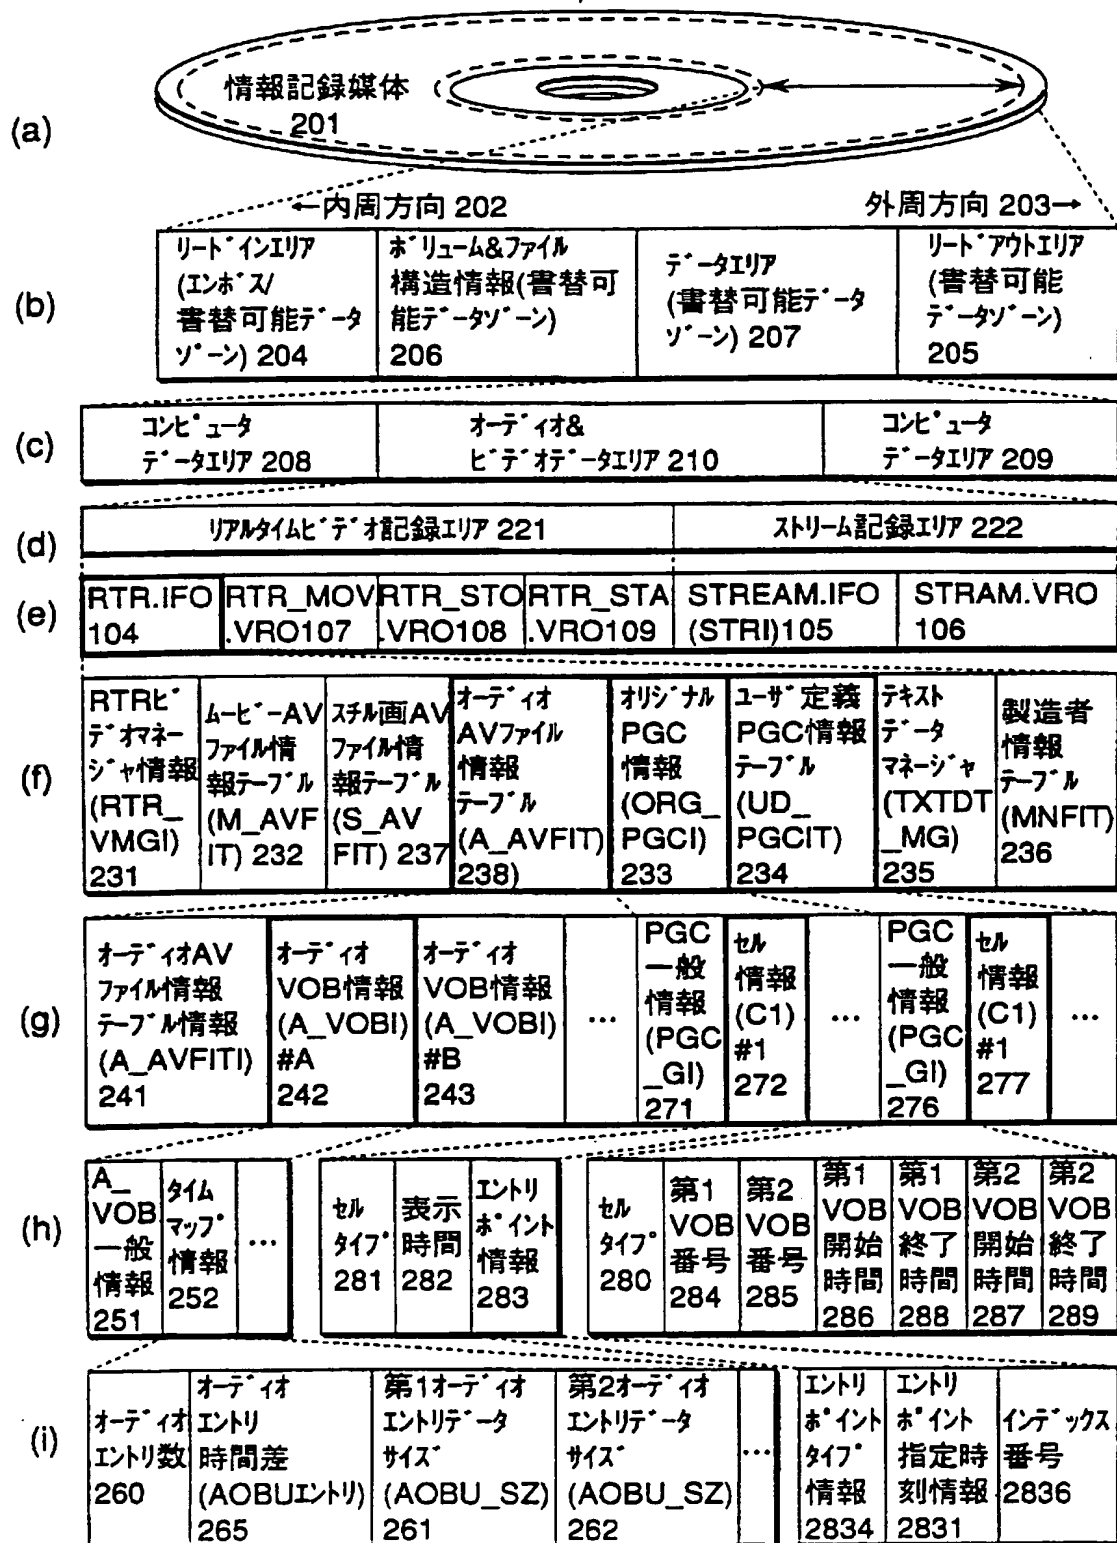 (a)
情報記録媒体
201
←内周方向 202
外周方向 203→
(b)
リードインエリア
(エンボス/
書替可能データ
ゾーン) 204
ボリューム&ファイル
構造情報(書替可
能データゾーン)
206
データエリア
(書替可能データ
ゾーン) 207
リードアウトエリア
(書替可能
データゾーン)
205
(c)
コンピュータ
データエリア 208
オーディオ&
ビデオデータエリア 210
コンピュータ
データエリア 209
(d)
リアルタイムビデオ記録エリア 221
ストリーム記録エリア 222
(e)
RTR.IFO
104
RTR_MOV
.VRO107
RTR_STO
.VRO108
RTR_STA
.VRO109
STREAM.IFO
(STRI)105
STRAM.VRO
106
(f)
RTRビ
デオマネー
ジャ情報
(RTR_
VMGI)
231
ムービーAV
ファイル情
報テーブル
(M_AVF
IT) 232
スチル画AV
ファイル情
報テーブル
(S_AV
FIT) 237
オーディオ
AVファイル
情報
テーブル
(A_AVFIT)
238)
オリジナル
PGC
情報
(ORG_
PGCI)
233
ユーザ定義
PGC情報
テーブル
(UD_
PGCIT)
234
テキスト
データ
マネージャ
(TXTDT
_MG)
235
製造者
情報
テーブル
(MNFIT)
236
(g)
オーディオAV
ファイル情報
テーブル情報
(A_AVFITI)
241
オーディオ
VOB情報
(A_VOBI)
#A
242
オーディオ
VOB情報
(A_VOBI)
#B
243
…
PGC
一般
情報
(PGC
_GI)
271
セル
情報
(C1)
#1
272
…
PGC
一般
情報
(PGC
_GI)
276
セル
情報
(C1)
#1
277
…
(h)
A_
VOB
一般
情報
251
タイム
マップ
情報
252
…
セル
タイプ
281
表示
時間
282
エントリ
ポイント
情報
283
セル
タイプ
280
第1
VOB
番号
284
第2
VOB
番号
285
第1
VOB
開始
時間
286
第1
VOB
終了
時間
288
第2
VOB
開始
時間
287
第2
VOB
終了
時間
289
(i)
オーディオ
エントリ数
260
オーディオ
エントリ
時間差
(AOBUエントリ)
265
第1オーディオ
エントリデータ
サイズ
(AOBU_SZ)
261
第2オーディオ
エントリデータ
サイズ
(AOBU_SZ)
262
…
エントリ
ポイント
タイプ
情報
2834
エントリ
ポイント
指定時
刻情報
2831
インデックス
番号
2836